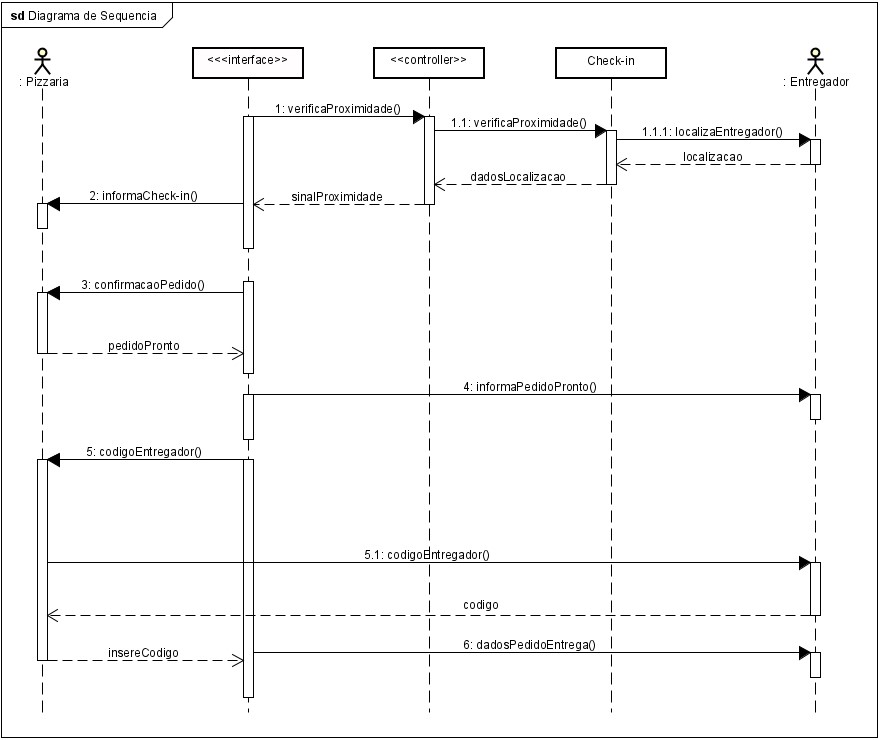 sd Diagrama de Sequencia
: Pizzaria
<<<interface>>
<<controller>>
Check-in
: Entregador
1: verificaProximidade()
1.1: verificaProximidade()
1.1.1: localizaEntregador()
localizacao
dadosLocalizacao
sinalProximidade
2: informaCheck-in()
3: confirmacaoPedido()
pedidoPronto
4: informaPedidoPronto()
5: codigoEntregador()
5.1: codigoEntregador()
codigo
insereCodigo
6: dadosPedidoEntrega()